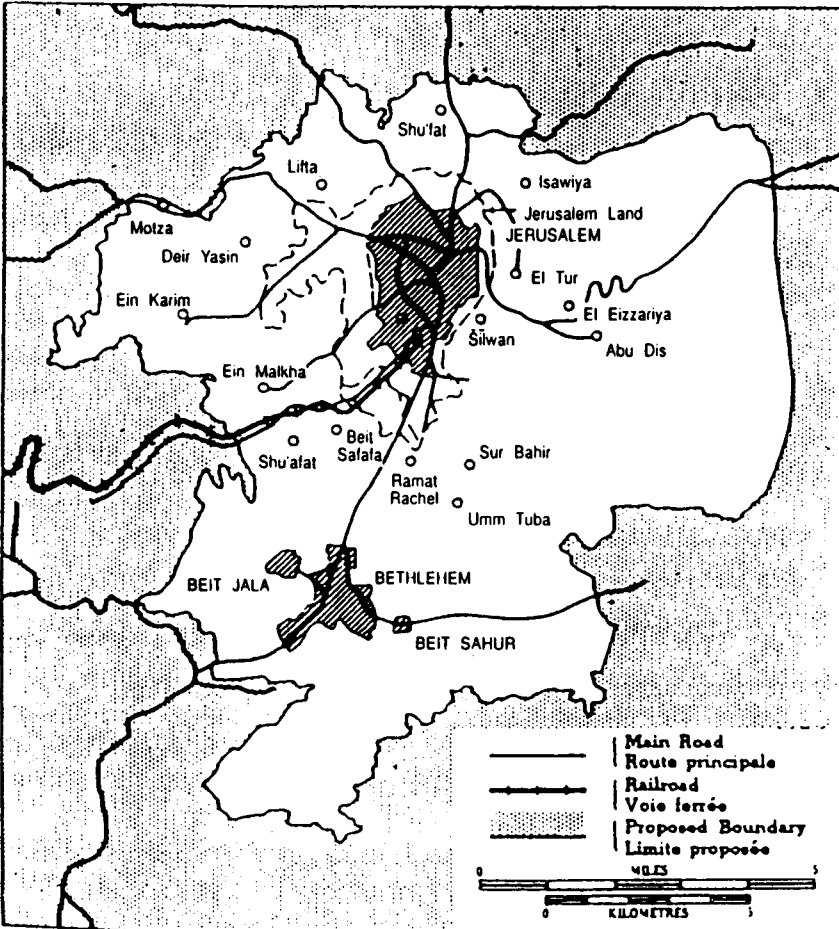 Shu'fat
Lifta
Isawiya
Jerusalem Land
JERUSALEM
Motza
Deir Yasin
El Tur
Ein Karim
El Eizzariya
Silwan
Abu Dis
Ein Malkha
Beit
Safafa
Shu'afat
Sur Bahir
Ramat
Rachel
Umm Tuba
BEIT JALA
BETHLEHEM
BEIT SAHUR
Main Road
Route principale
Railroad
Voie ferrée
Proposed Boundary
Limite proposée
0 MILES 5
0 KILOMETRES 5